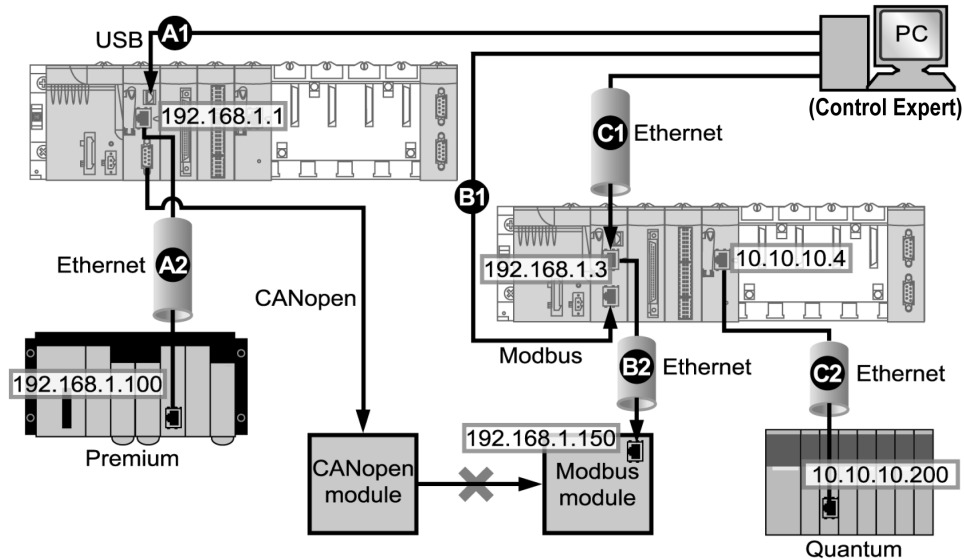 A1
USB
PC
(Control Expert)
192.168.1.1
C1
Ethernet
B1
Ethernet
A2
CANopen
192.168.1.3
10.10.10.4
Modbus
B2
Ethernet
C2
Ethernet
192.168.1.100
Premium
192.168.1.150
CANopen
module
Modbus
module
10.10.10.200
Quantum